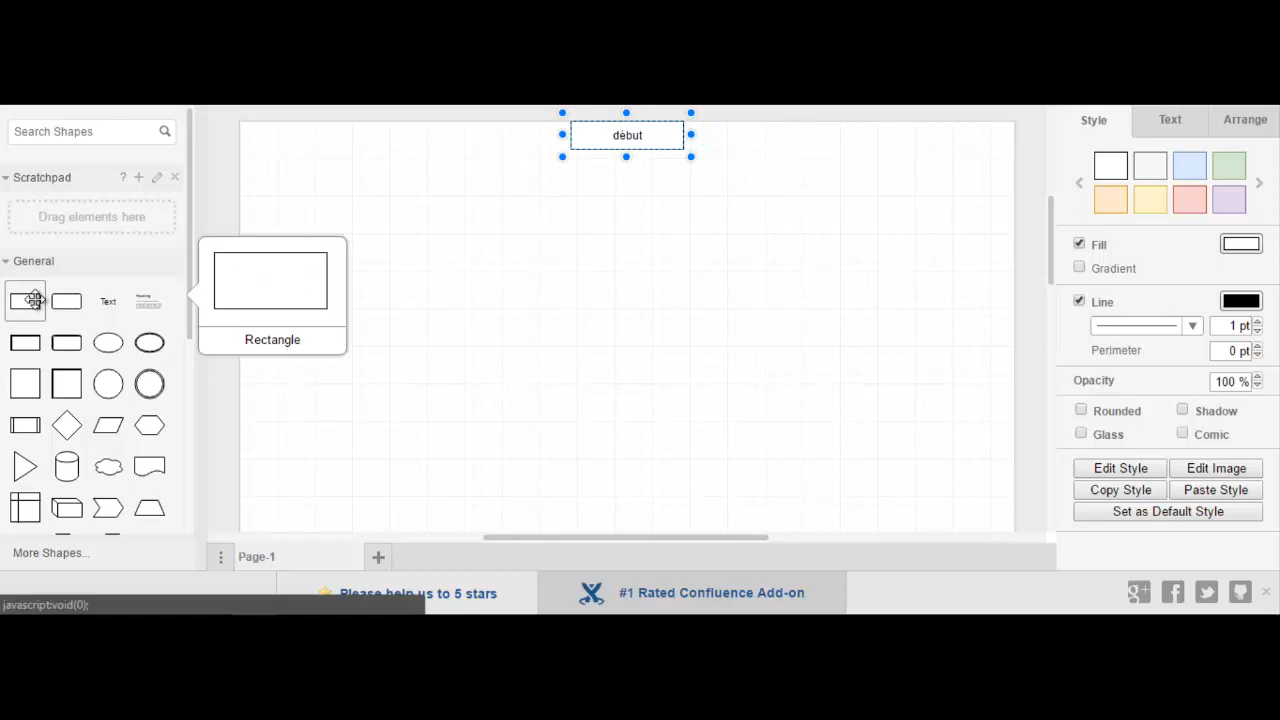 Search Shapes
Scratchpad
?
Drag elements here
General
Text
Heading
Rectangle
More Shapes...
javascript:void(0);
dèbut
Page-1
Please help us to 5 stars
#1 Rated Confluence Add-on
Style
Text
Arrange
Fill
Gradient
Line
1 pt
Perimeter
0 pt
Opacity
100 %
Rounded
Shadow
Glass
Comic
Edit Style
Edit Image
Copy Style
Paste Style
Set as Default Style